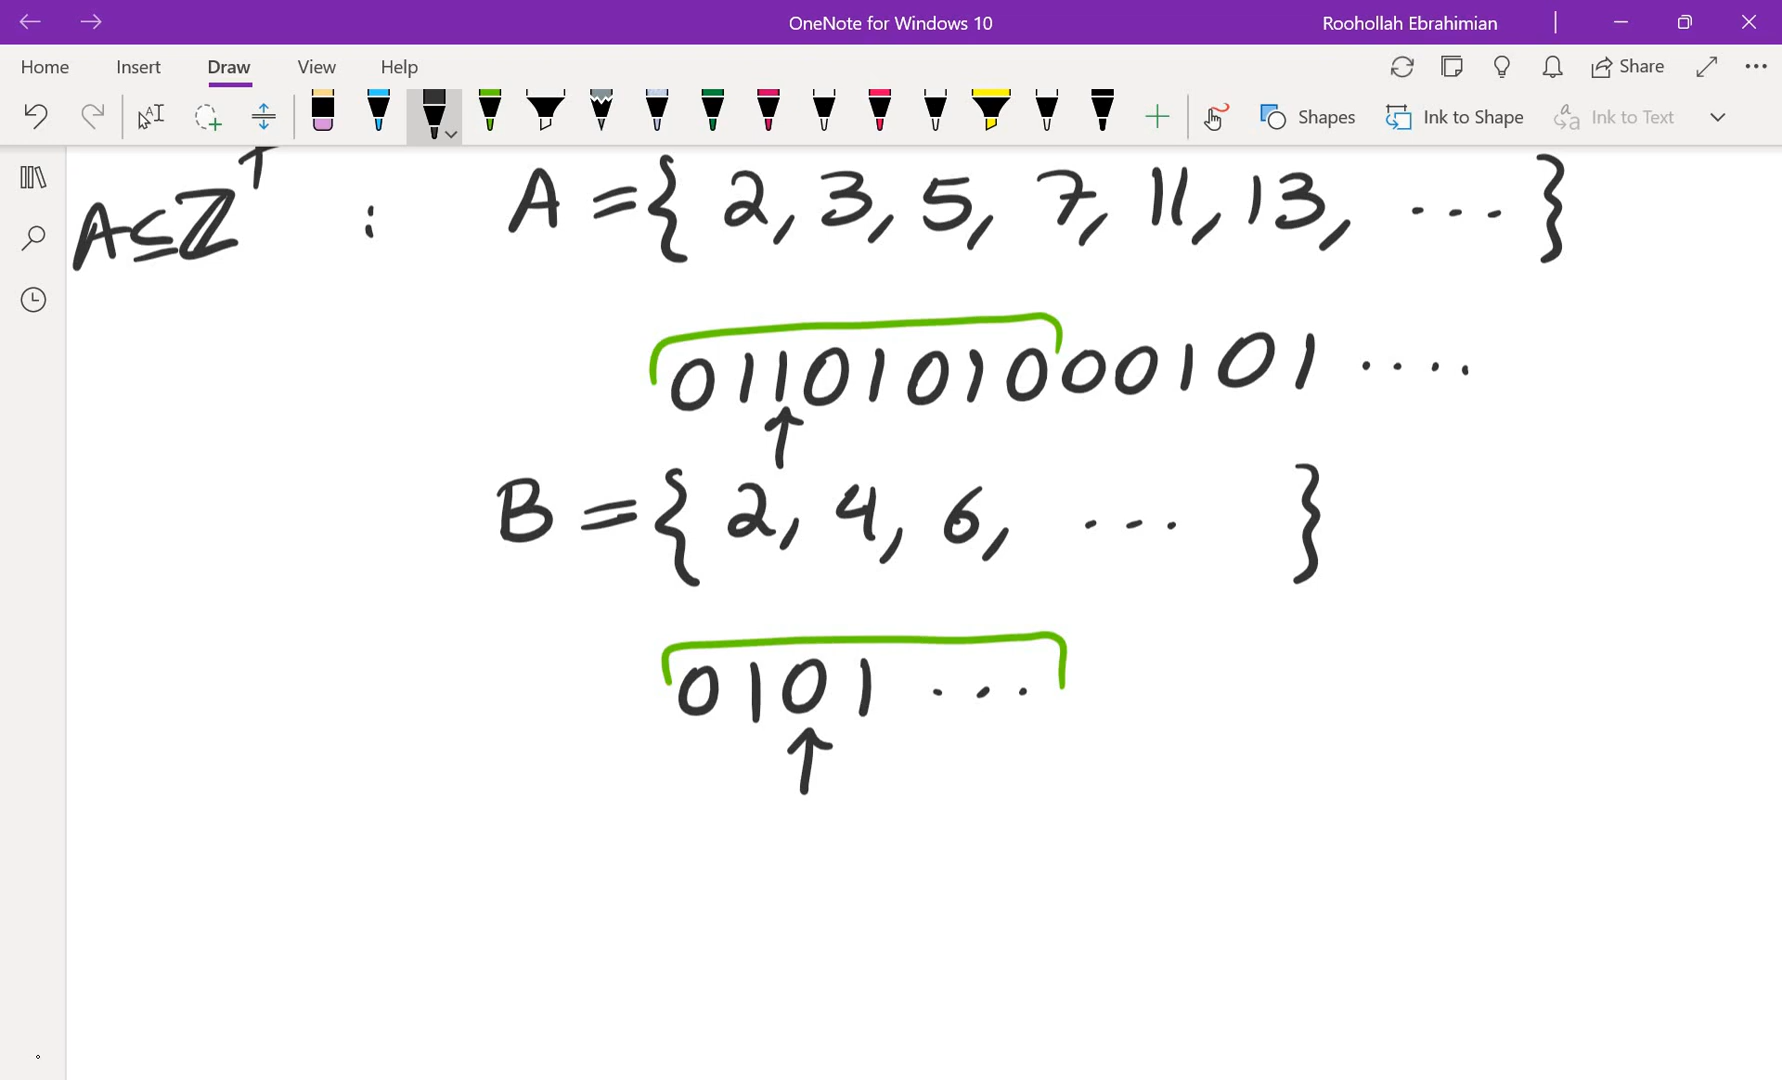 OneNote for Windows 10
Roohollah Ebrahimian
Home Insert Draw View Help
Share
Shapes
Ink to Shape
Ink to Text
A⊆ℤ⁺ : A = { 2, 3, 5, 7, 11, 13, ... }
0110101000101 ....
B = { 2, 4, 6, ... }
0101 ...